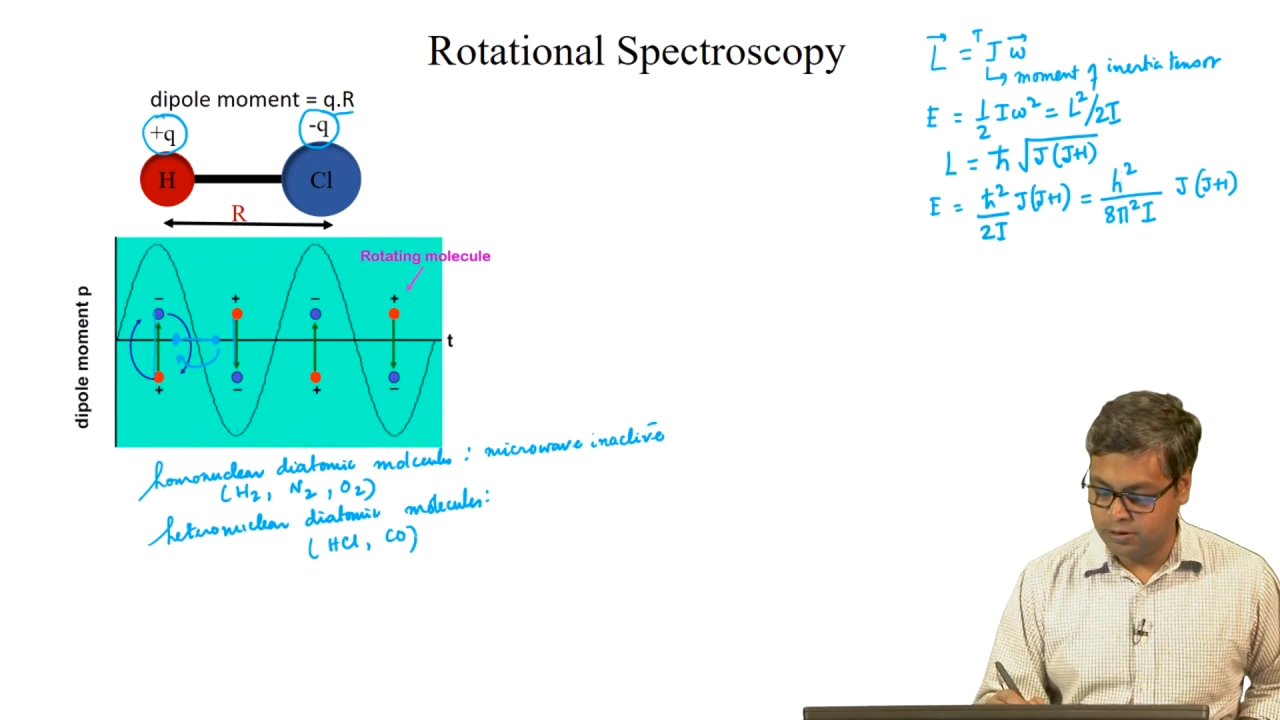 Rotational Spectroscopy
dipole moment = q.R
+q
-q
H
Cl
R
Rotating molecule
dipole moment p
− + − +
t
+ − + −
homonuclear diatomic molecules : microwave inactive
(H₂, N₂, O₂)
heteronuclear diatomic molecules:
(HCl, CO)
L⃗ = I ω⃗
↳ moment of inertia tensor
E = 1/2 Iω² = L²/2I
L = ħ √J(J+1)
E = ħ²/2I J(J+1) = h²/8π²I J(J+1)